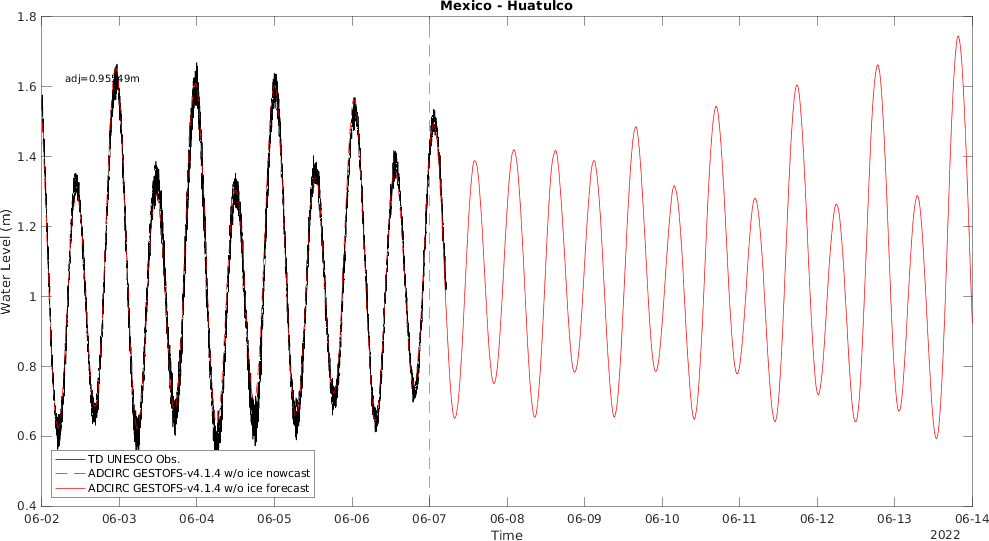 Mexico - Huatulco
1.8
1.6
1.4
1.2
1
0.8
0.6
0.4
Water Level (m)
TD UNESCO Obs.
ADCIRC GESTOFS-v4.1.4 w/o ice nowcast
ADCIRC GESTOFS-v4.1.4 w/o ice forecast
06-02 06-03 06-04 06-05 06-06 06-07 06-08 06-09 06-10 06-11 06-12 06-13 06-14
Time
2022